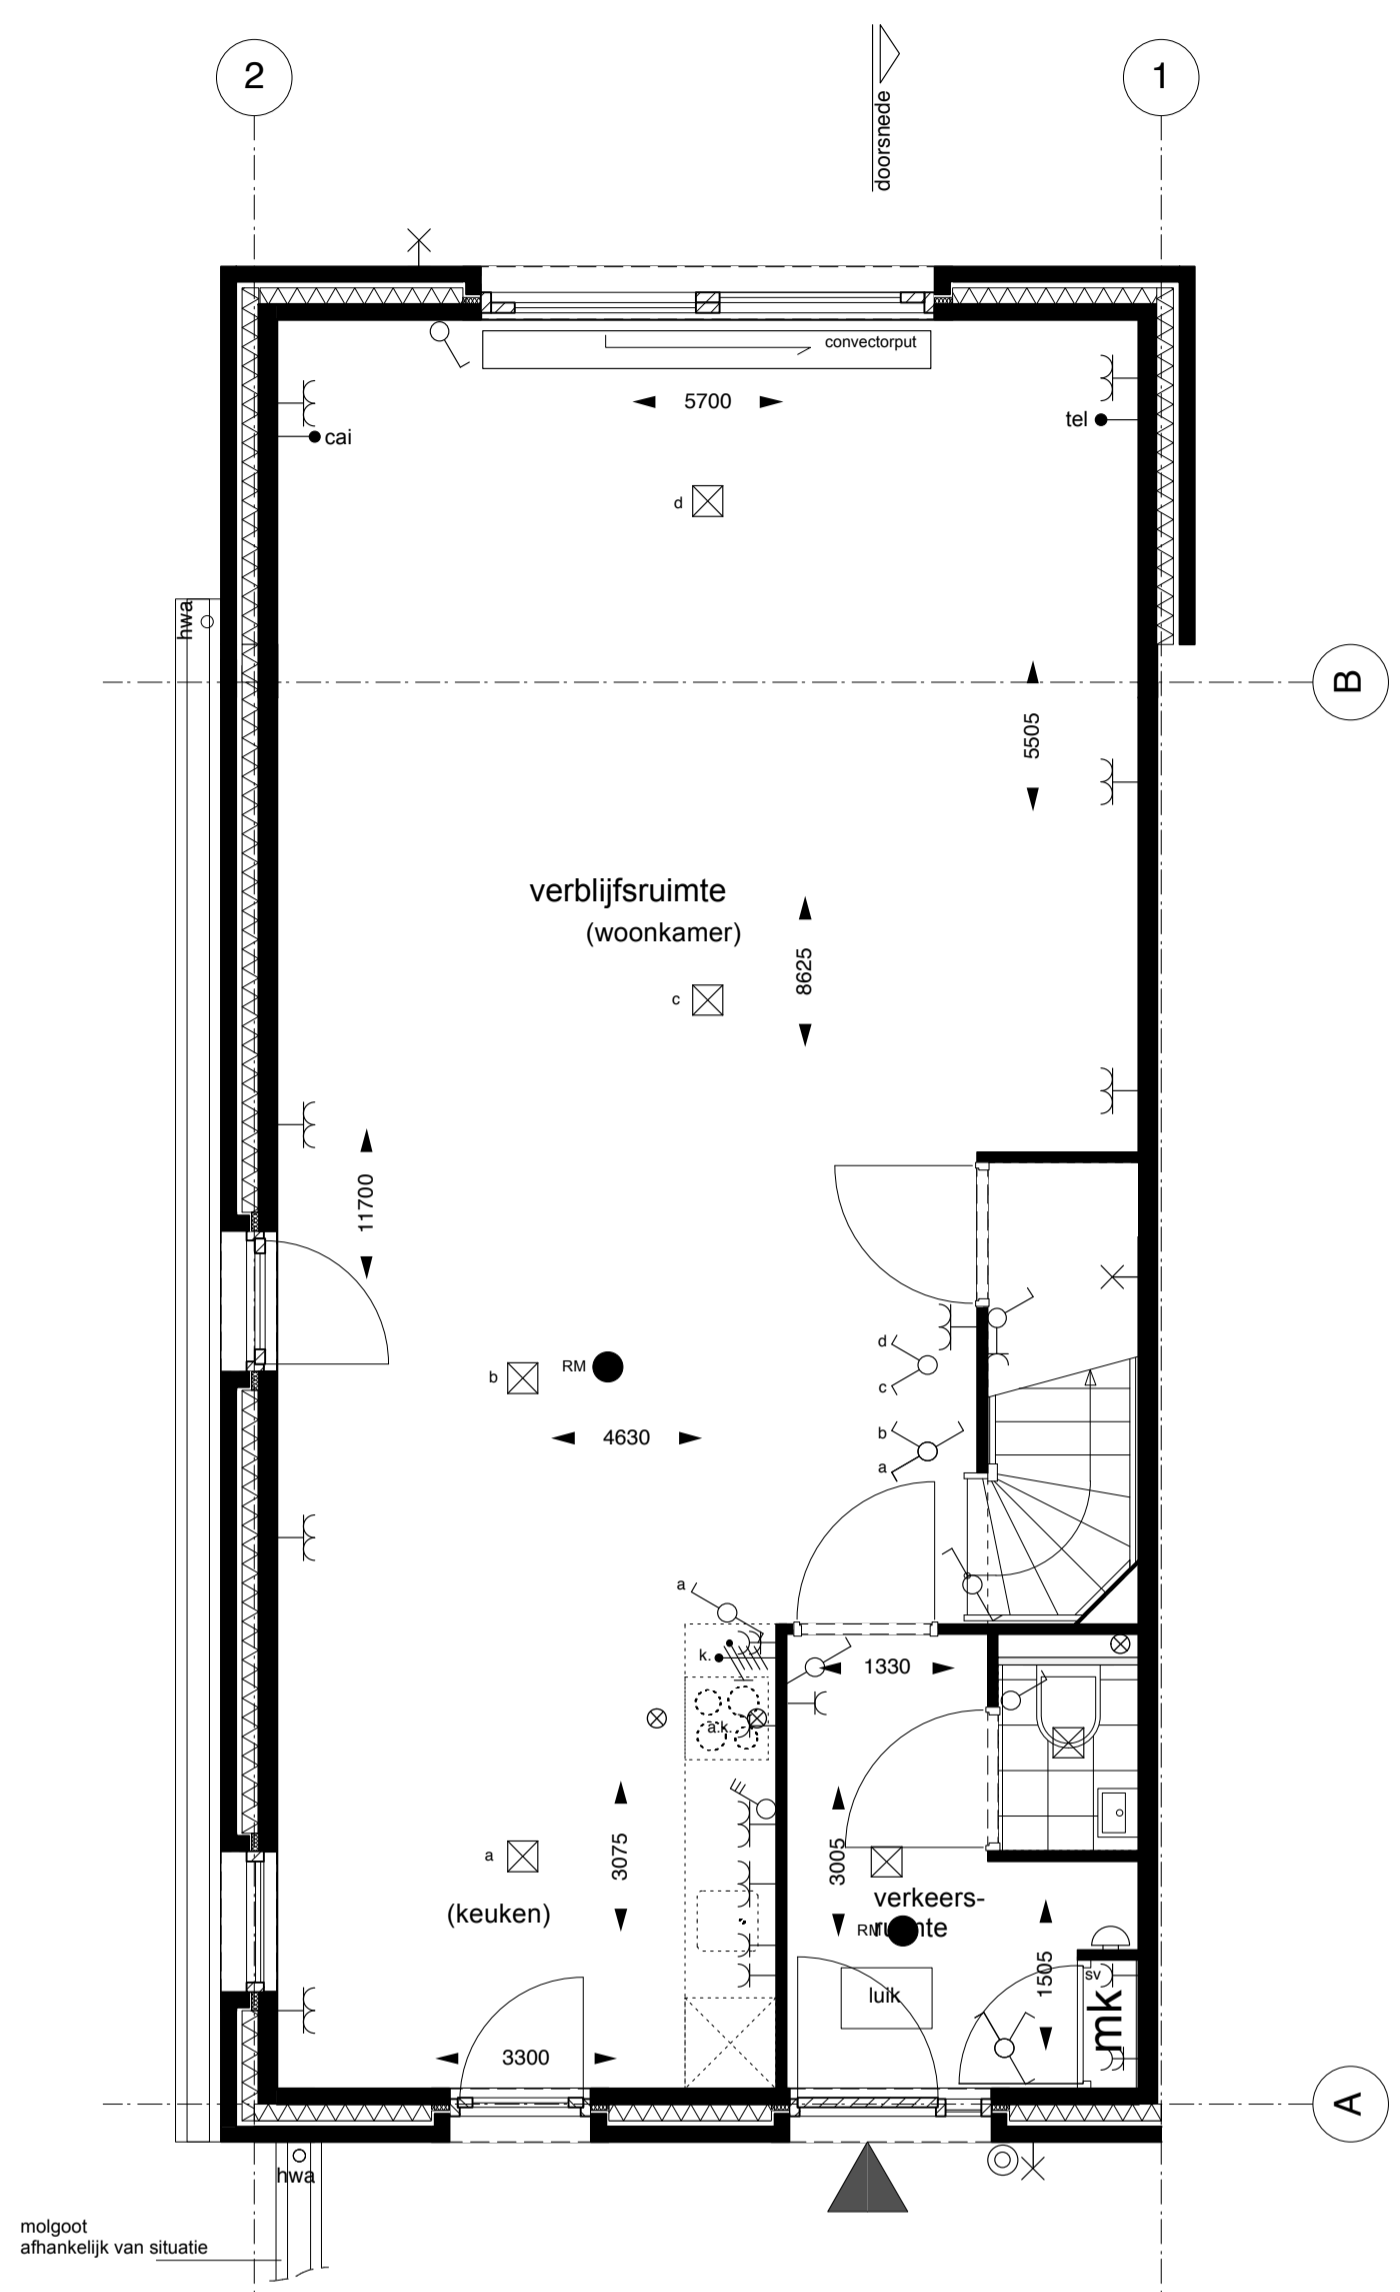 2
1
doorsnede
convectorput
5700
cai
tel
d
hwa
B
5505
verblijfsruimte
(woonkamer)
8625
c
11700
d
b
RM
c
4630
b
a
a
k.
1330
a.k.
3075
3005
a
(keuken)
verkeers-
ruimte
RM
sv
1505
luik
mk
3300
A
hwa
molgoot
afhankelijk van situatie